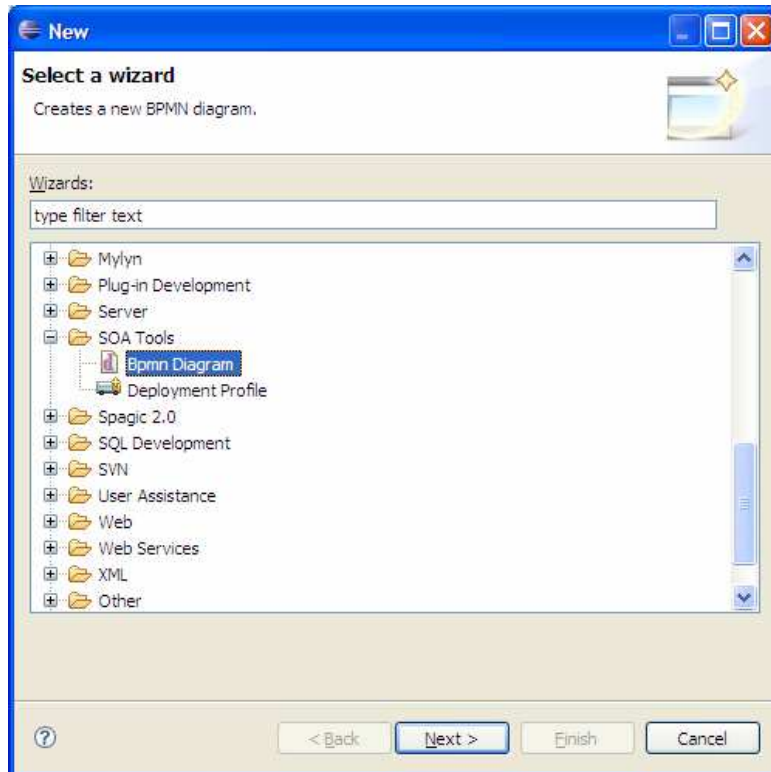 New
Select a wizard
Creates a new BPMN diagram.
Wizards:
type filter text
Mylyn
Plug-in Development
Server
SOA Tools
Bpmn Diagram
Deployment Profile
Spagic 2.0
SQL Development
SVN
User Assistance
Web
Web Services
XML
Other
< Back Next > Finish Cancel